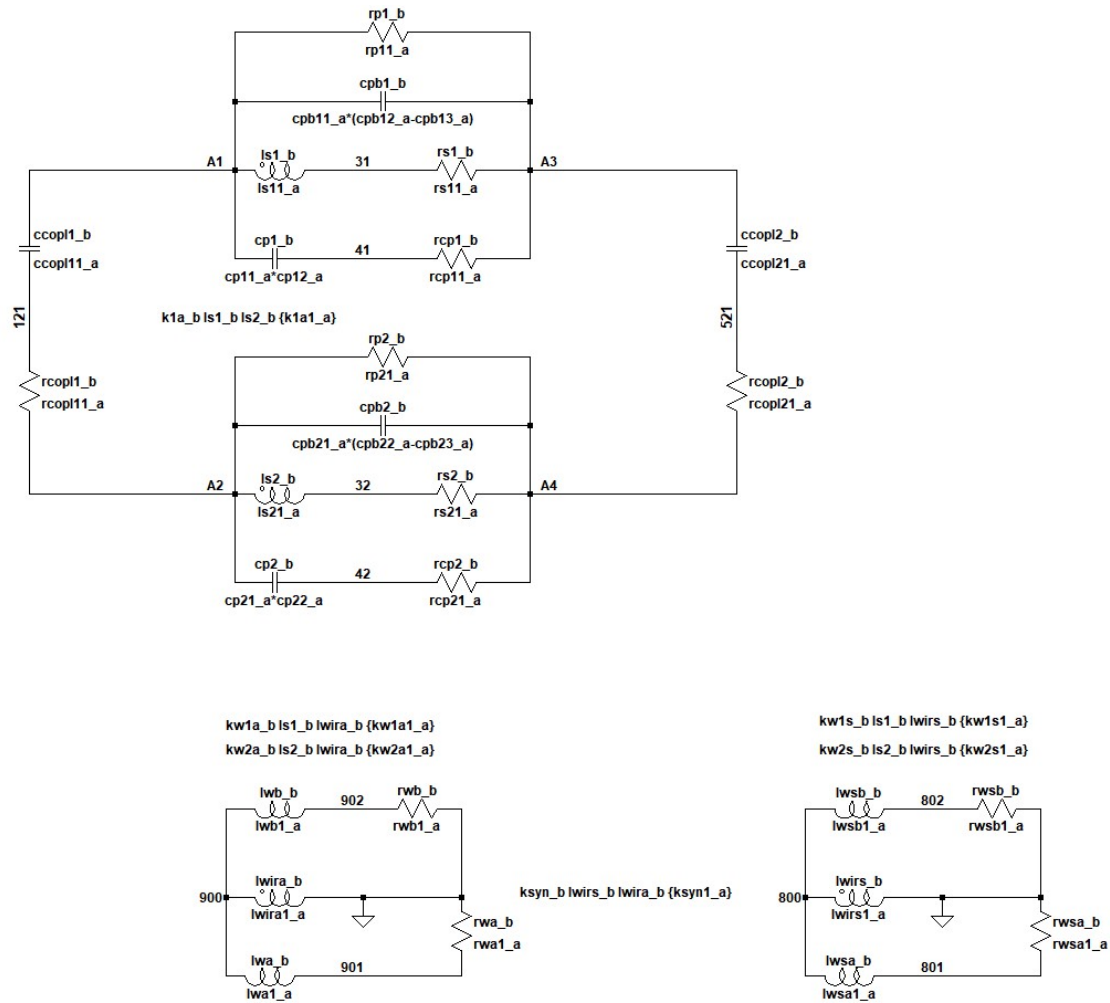 rp1_b
rp11_a
cpb1_b
cpb11_a*(cpb12_a-cpb13_a)
A1
ls1_b
31
rs1_b
A3
ls11_a
rs11_a
ccopl1_b
ccopl11_a
cp1_b
41
rcp1_b
cp11_a*cp12_a
rcp11_a
ccopl2_b
ccopl21_a
121
k1a_b ls1_b ls2_b {k1a1_a}
521
rp2_b
rp21_a
rcopl1_b
rcopl11_a
cpb2_b
cpb21_a*(cpb22_a-cpb23_a)
rcopl2_b
rcopl21_a
A2
ls2_b
32
rs2_b
A4
ls21_a
rs21_a
cp2_b
42
rcp2_b
cp21_a*cp22_a
rcp21_a
kw1a_b ls1_b lwira_b {kw1a1_a}
kw2a_b ls2_b lwira_b {kw2a1_a}
kw1s_b ls1_b lwirs_b {kw1s1_a}
kw2s_b ls2_b lwirs_b {kw2s1_a}
lwb_b
902
rwb_b
lwb1_a
rwb1_a
900
lwira_b
lwira1_a
rwa_b
rwa1_a
lwa_b
901
lwa1_a
ksyn_b lwirs_b lwira_b {ksyn1_a}
lwsb_b
802
rwsb_b
lwsb1_a
rwsb1_a
800
lwirs_b
lwirs1_a
rwsa_b
rwsa1_a
lwsa_b
801
lwsa1_a